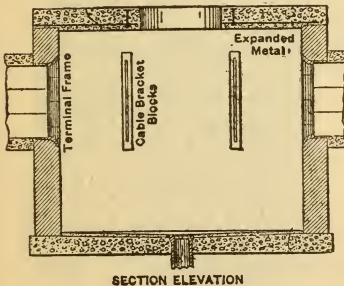 Expanded
Metal
Terminal Frame
Cable Bracket
Blocks
SECTION ELEVATION